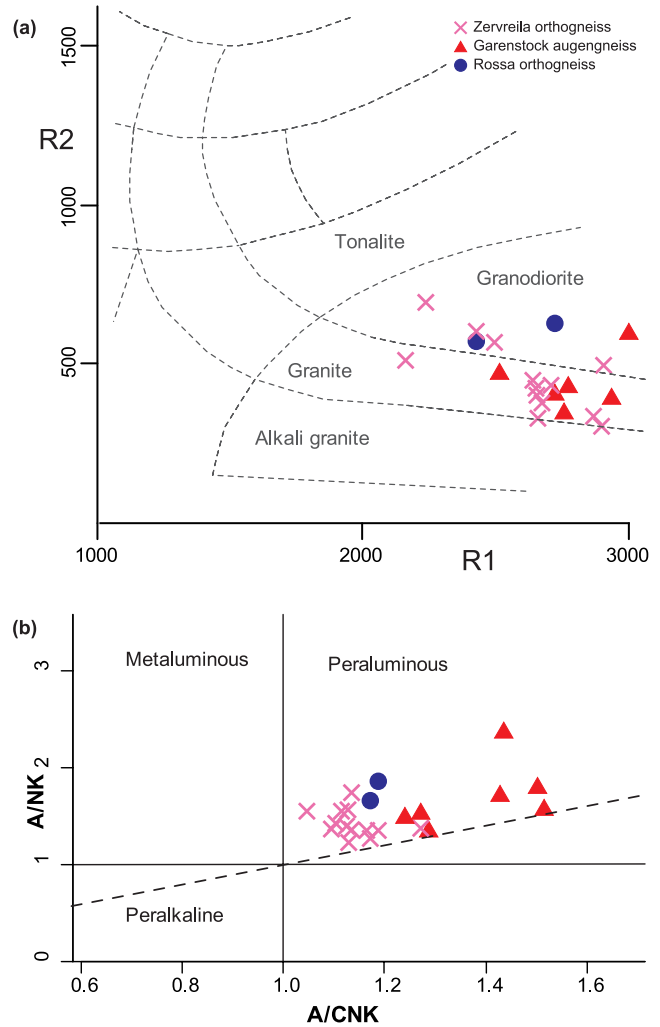 (a)
Zervreila orthogneiss
Garenstock augengneiss
Rossa orthogneiss
1500
R2
1000
Tonalite
Granodiorite
500
Granite
Alkali granite
1000
2000
R1
3000
(b)
Metaluminous
Peraluminous
3
2
A/NK
1
Peralkaline
0
0.6
0.8
1.0
1.2
1.4
1.6
A/CNK